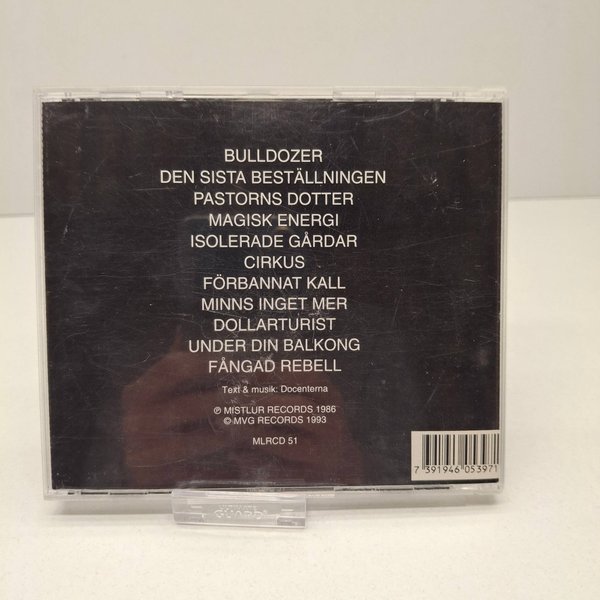 BULLDOZER
DEN SISTA BESTÄLLNINGEN
PASTORNS DOTTER
MAGISK ENERGI
ISOLERADE GÅRDAR
CIRKUS
FÖRBANNAT KALL
MINNS INGET MER
DOLLARTURIST
UNDER DIN BALKONG
FÅNGAD REBELL
Text & musik: Docenterna
℗ MISTLUR RECORDS 1986
© MVG RECORDS 1993
MLRCD 51
7 391946 053971
GUARD